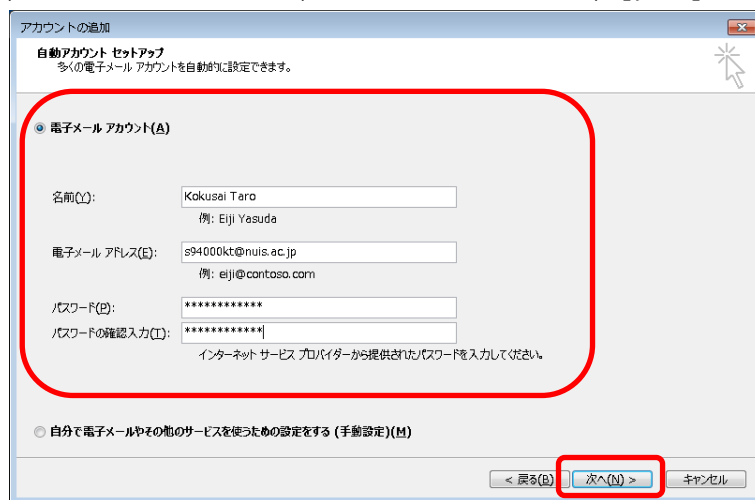 アカウントの追加
自動アカウント セットアップ
多くの電子メール アカウントを自動的に設定できます。
電子メール アカウント(A)
名前(Y): Kokusai Taro
例: Eiji Yasuda
電子メール アドレス(E): s94000kt@nuis.ac.jp
例: eiji@contoso.com
パスワード(P): ************
パスワードの確認入力(T): ************
インターネット サービス プロバイダーから提供されたパスワードを入力してください。
自分で電子メールやその他のサービスを使うための設定をする (手動設定)(M)
< 戻る(B) 次へ(N) > キャンセル